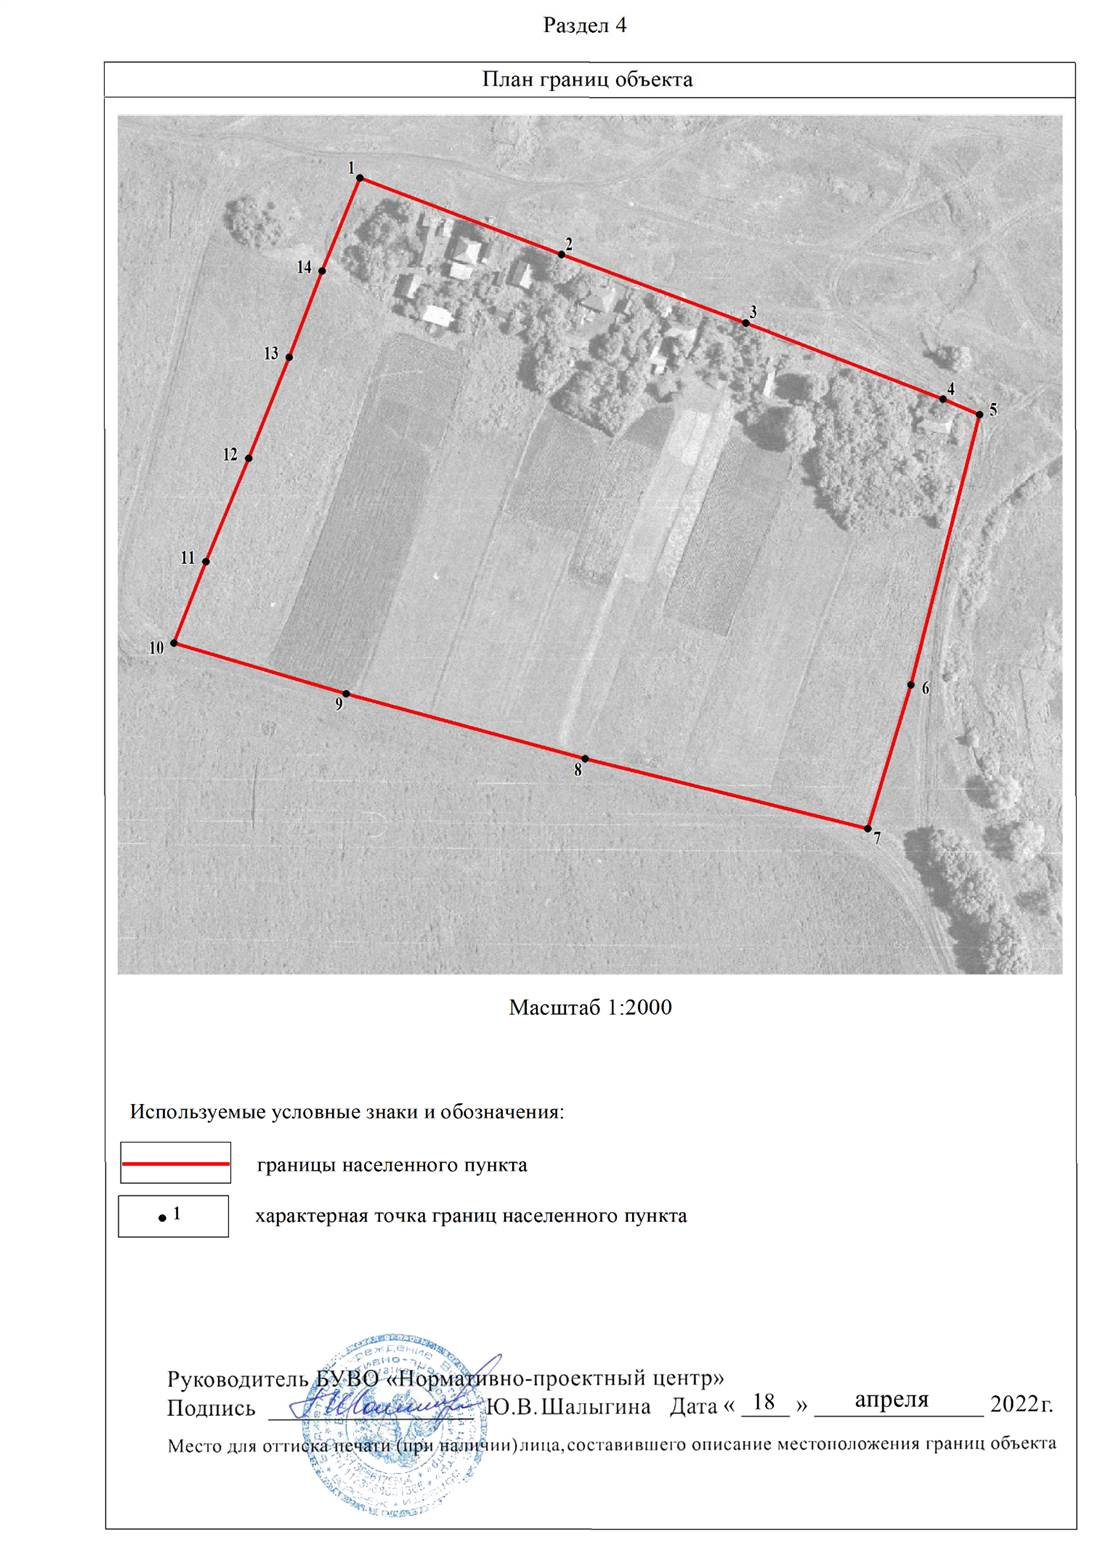 Раздел 4
План границ объекта
1
2
3
4
5
14
13
12
11
10
9
8
7
6
Масштаб 1:2000
Используемые условные знаки и обозначения:
границы населенного пункта
1
характерная точка границ населенного пункта
Руководитель БУВО «Нормативно-проектный центр»
Подпись Ю.В.Шалыгина Дата « 18 » апреля 2022г.
Место для оттиска печати (при наличии) лица, составившего описание местоположения границ объекта